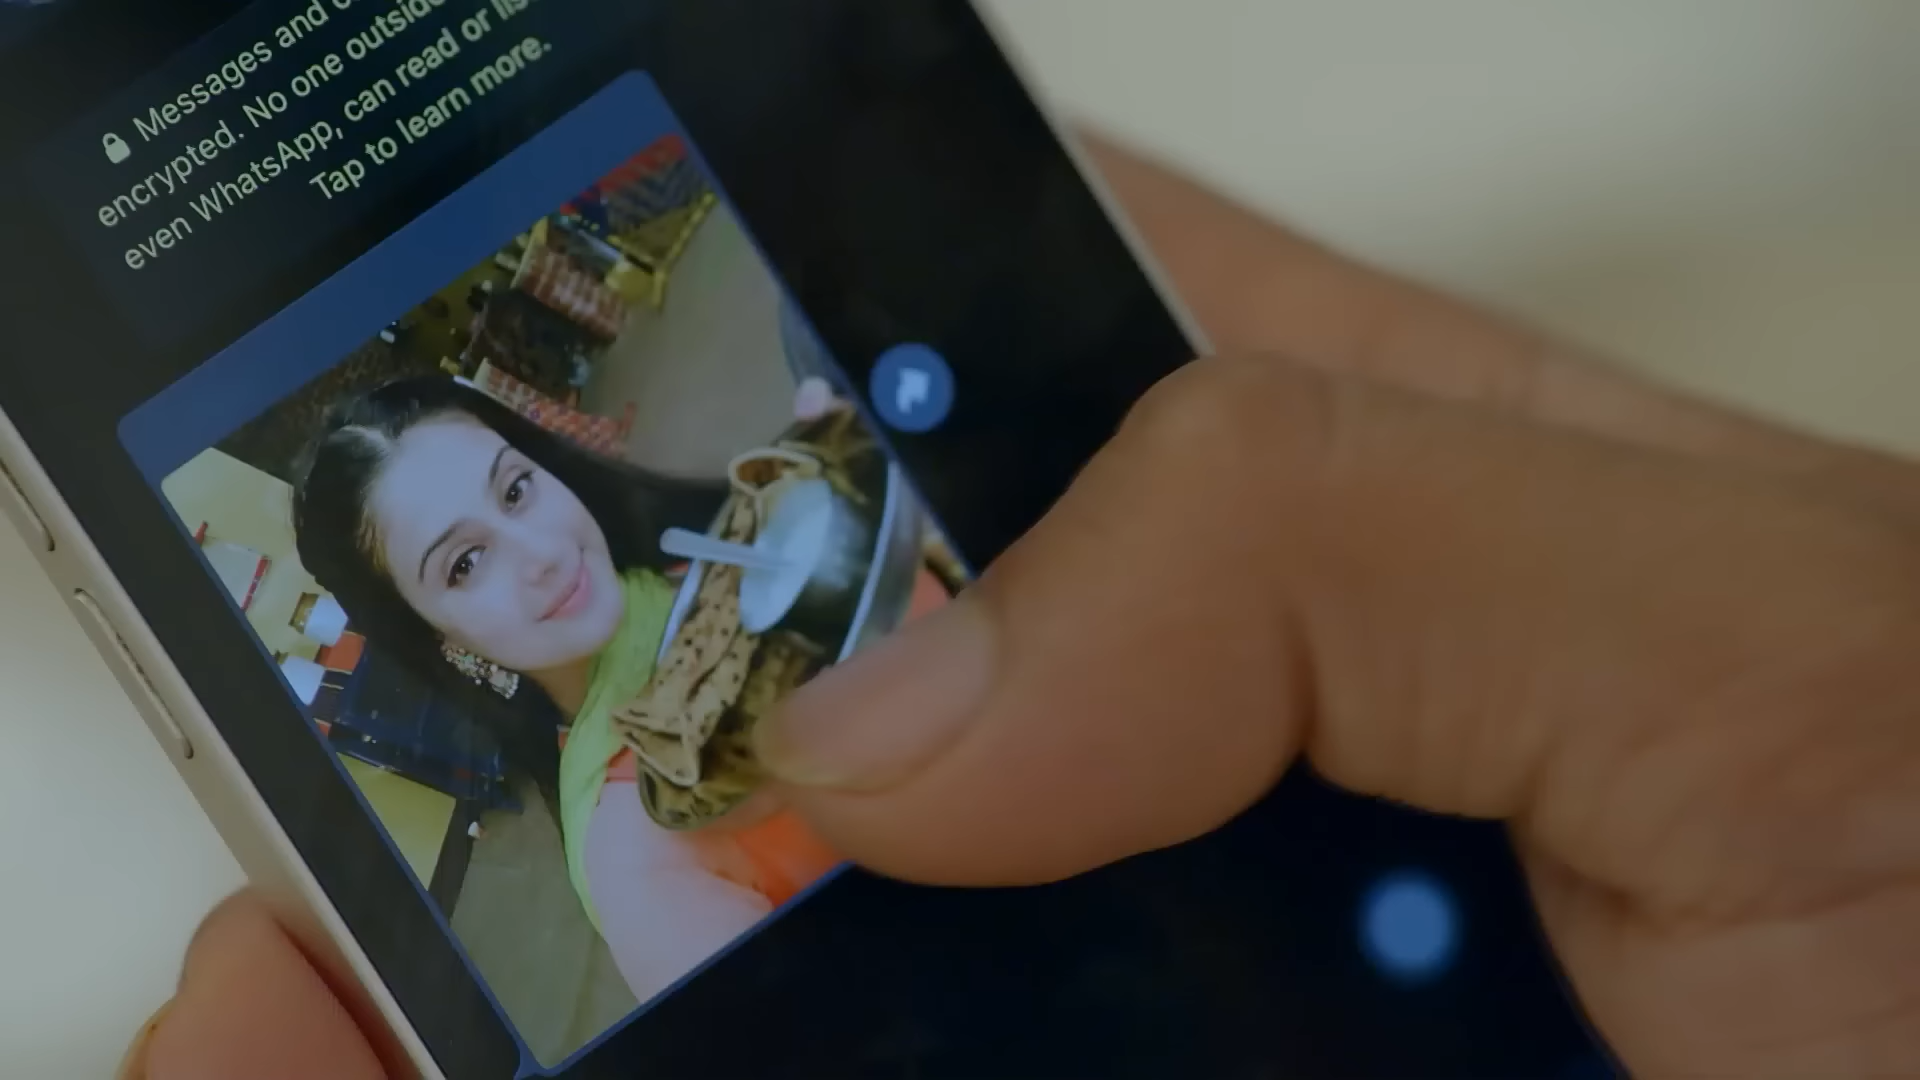 Messages and
encrypted. No one outside
even WhatsApp, can read or
Tap to learn more.